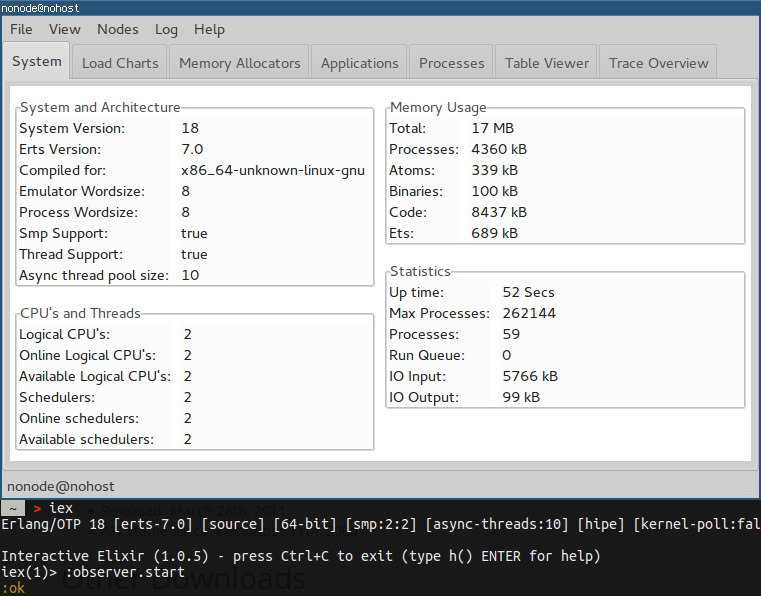 nonode@nohost
File View Nodes Log Help
System Load Charts Memory Allocators Applications Processes Table Viewer Trace Overview
System and Architecture
System Version: 18
Erts Version: 7.0
Compiled for: x86_64-unknown-linux-gnu
Emulator Wordsize: 8
Process Wordsize: 8
Smp Support: true
Thread Support: true
Async thread pool size: 10
CPU's and Threads
Logical CPU's: 2
Online Logical CPU's: 2
Available Logical CPU's: 2
Schedulers: 2
Online schedulers: 2
Available schedulers: 2
Memory Usage
Total: 17 MB
Processes: 4360 kB
Atoms: 339 kB
Binaries: 100 kB
Code: 8437 kB
Ets: 689 kB
Statistics
Up time: 52 Secs
Max Processes: 262144
Processes: 59
Run Queue: 0
IO Input: 5766 kB
IO Output: 99 kB
nonode@nohost
~ > iex
Released: March 28th, 2011
Erlang/OTP 18 [erts-7.0] [source] [64-bit] [smp:2:2] [async-threads:10] [hipe] [kernel-poll:fal
Interactive Elixir (1.0.5) - press Ctrl+C to exit (type h() ENTER for help)
iex(1)> :observer.start
Other Downloads
:ok